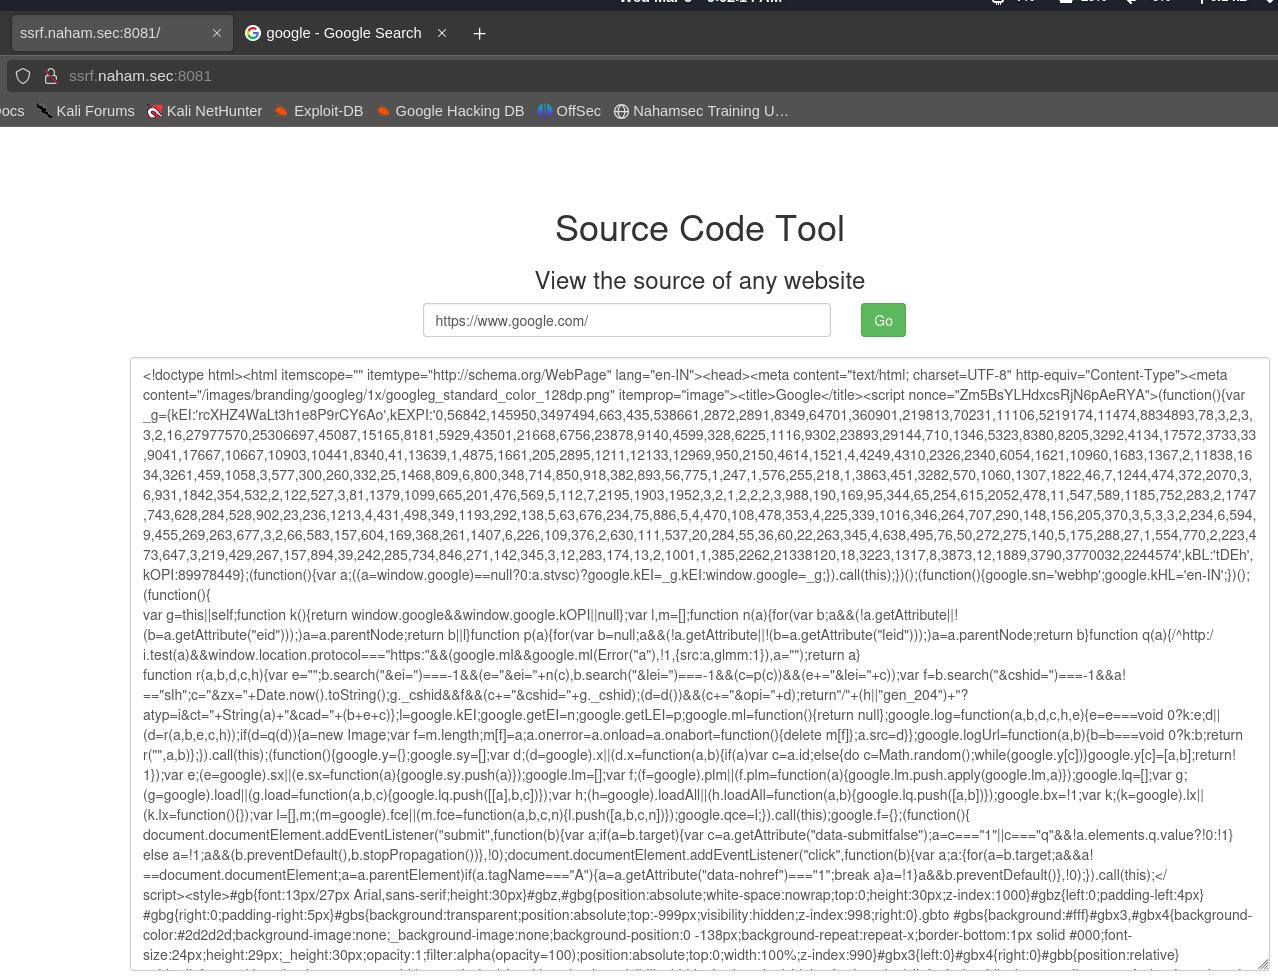 ssrf.naham.sec:8081/
google - Google Search
ssrf.naham.sec:8081
Kali Forums
Kali NetHunter
Exploit-DB
Google Hacking DB
OffSec
Nahamsec Training U…
Source Code Tool
View the source of any website
https://www.google.com/
Go
<!doctype html><html itemscope="" itemtype="http://schema.org/WebPage" lang="en-IN"><head><meta content="text/html; charset=UTF-8" http-equiv="Content-Type"><meta
content="/images/branding/googleg/1x/googleg_standard_color_128dp.png" itemprop="image"><title>Google</title><script nonce="Zm5BsYLHdxcsRjN6pAeRYA">(function(){var
_g={kEI:'rcXHZ4WaLt3h1e8P9rCY6Ao',kEXPI:'0,56842,145950,3497494,663,435,538661,2872,2891,8349,64701,360901,219813,70231,11106,5219174,11474,8834893,78,3,2,3,
3,2,16,27977570,25306697,45087,15165,8181,5929,43501,21668,6756,23878,9140,4599,328,6225,1116,9302,23893,29144,710,1346,5323,8380,8205,3292,4134,17572,3733,33
,9041,17667,10667,10903,10441,8340,41,13639,1,4875,1661,205,2895,1211,12133,12969,950,2150,4614,1521,4,4249,4310,2326,2340,6054,1621,10960,1683,1367,2,11838,16
34,3261,459,1058,3,577,300,260,332,25,1468,809,6,800,348,714,850,918,382,893,56,775,1,247,1,576,255,218,1,3863,451,3282,570,1060,1307,1822,46,7,1244,474,372,2070,3,
6,931,1842,354,532,2,122,527,3,81,1379,1099,665,201,476,569,5,112,7,2195,1903,1952,3,2,1,2,2,2,3,988,190,169,95,344,65,254,615,2052,478,11,547,589,1185,752,283,2,1747
,743,628,284,528,902,23,236,1213,4,431,498,349,1193,292,138,5,63,676,234,75,886,5,4,470,108,478,353,4,225,339,1016,346,264,707,290,148,156,205,370,3,5,3,3,2,234,6,594,
9,455,269,263,677,3,2,66,583,157,604,169,368,261,1407,6,226,109,376,2,630,111,537,20,284,55,36,60,22,263,345,4,638,495,76,50,272,275,140,5,175,288,27,1,554,770,2,223,4
73,647,3,219,429,267,157,894,39,242,285,734,846,271,142,345,3,12,283,174,13,2,1001,1,385,2262,21338120,18,3223,1317,8,3873,12,1889,3790,3770032,2244574',kBL:'tDEh',
kOPI:89978449};(function(){var a;((a=window.google)==null?0:a.stvsc)?google.kEI=_g.kEI:window.google=_g;}).call(this);})();(function(){google.sn='webhp';google.kHL='en-IN';})();
(function(){
var g=this||self;function k(){return window.google&&window.google.kOPI||null};var l,m=[];function n(a){for(var b;a&&(!a.getAttribute||!
(b=a.getAttribute("eid")));)a=a.parentNode;return b||l}function p(a){for(var b=null;a&&(!a.getAttribute||!(b=a.getAttribute("leid")));)a=a.parentNode;return b}function q(a){/^http:/
i.test(a)&&window.location.protocol==="https:"&&(google.ml&&google.ml(Error("a"),!1,{src:a,glmm:1}),a="");return a}
function r(a,b,d,c,h){var e="";b.search("&ei=")===-1&&(e="&ei="+n(c),b.search("&lei=")===-1&&(c=p(c))&&(e+="&lei="+c));var f=b.search("&cshid=")===-1&&a!
=="slh";c="&zx="+Date.now().toString();g._cshid&&f&&(c+="&cshid="+g._cshid);(d=d())&&(c+="&opi="+d);return"/"+(h||"gen_204")+"?
atyp=i&ct="+String(a)+"&cad="+(b+e+c)};l=google.kEI;google.getEI=n;google.getLEI=p;google.ml=function(){return null};google.log=function(a,b,d,c,h,e){e=e===void 0?k:e;d||
(d=r(a,b,e,c,h));if(d=q(d)){a=new Image;var f=m.length;m[f]=a;a.onerror=a.onload=a.onabort=function(){delete m[f]};a.src=d}};google.logUrl=function(a,b){b=b===void 0?k:b;return
r("",a,b)};}).call(this);(function(){google.y={};google.sy=[];var d;(d=google).x||(d.x=function(a,b){if(a)var c=a.id;else{do c=Math.random();while(google.y[c])}google.y[c]=[a,b];return!
1});var e;(e=google).sx||(e.sx=function(a){google.sy.push(a)});google.lm=[];var f;(f=google).plm||(f.plm=function(a){google.lm.push.apply(google.lm,a)});google.lq=[];var g;
(g=google).load||(g.load=function(a,b,c){google.lq.push([[a],b,c])});var h;(h=google).loadAll||(h.loadAll=function(a,b){google.lq.push([a,b])});google.bx=!1;var k;(k=google).lx||
(k.lx=function(){});var l=[],m;(m=google).fce||(m.fce=function(a,b,c,n){l.push([a,b,c,n])});google.qce=l;}).call(this);google.f={};(function(){
document.documentElement.addEventListener("submit",function(b){var a;if(a=b.target){var c=a.getAttribute("data-submitfalse");a=c==="1"||c==="q"&&!a.elements.q.value?!0:!1}
else a=!1;a&&(b.preventDefault(),b.stopPropagation())},!0);document.documentElement.addEventListener("click",function(b){var a;a:{for(a=b.target;a&&a!
==document.documentElement;a=a.parentElement)if(a.tagName==="A"){a=a.getAttribute("data-nohref")==="1";break a}a=!1}a&&b.preventDefault()},!0);}).call(this);</
script><style>#gb{font:13px/27px Arial,sans-serif;height:30px}#gbz,#gbg{position:absolute;white-space:nowrap;top:0;height:30px;z-index:1000}#gbz{left:0;padding-left:4px}
#gbg{right:0;padding-right:5px}#gbs{background:transparent;position:absolute;top:-999px;visibility:hidden;z-index:998;right:0}.gbto #gbs{background:#fff}#gbx3,#gbx4{background-
color:#2d2d2d;background-image:none;_background-image:none;background-position:0 -138px;background-repeat:repeat-x;border-bottom:1px solid #000;font-
size:24px;height:29px;_height:30px;opacity:1;filter:alpha(opacity=100);position:absolute;top:0;width:100%;z-index:990}#gbx3{left:0}#gbx4{right:0}#gbb{position:relative}